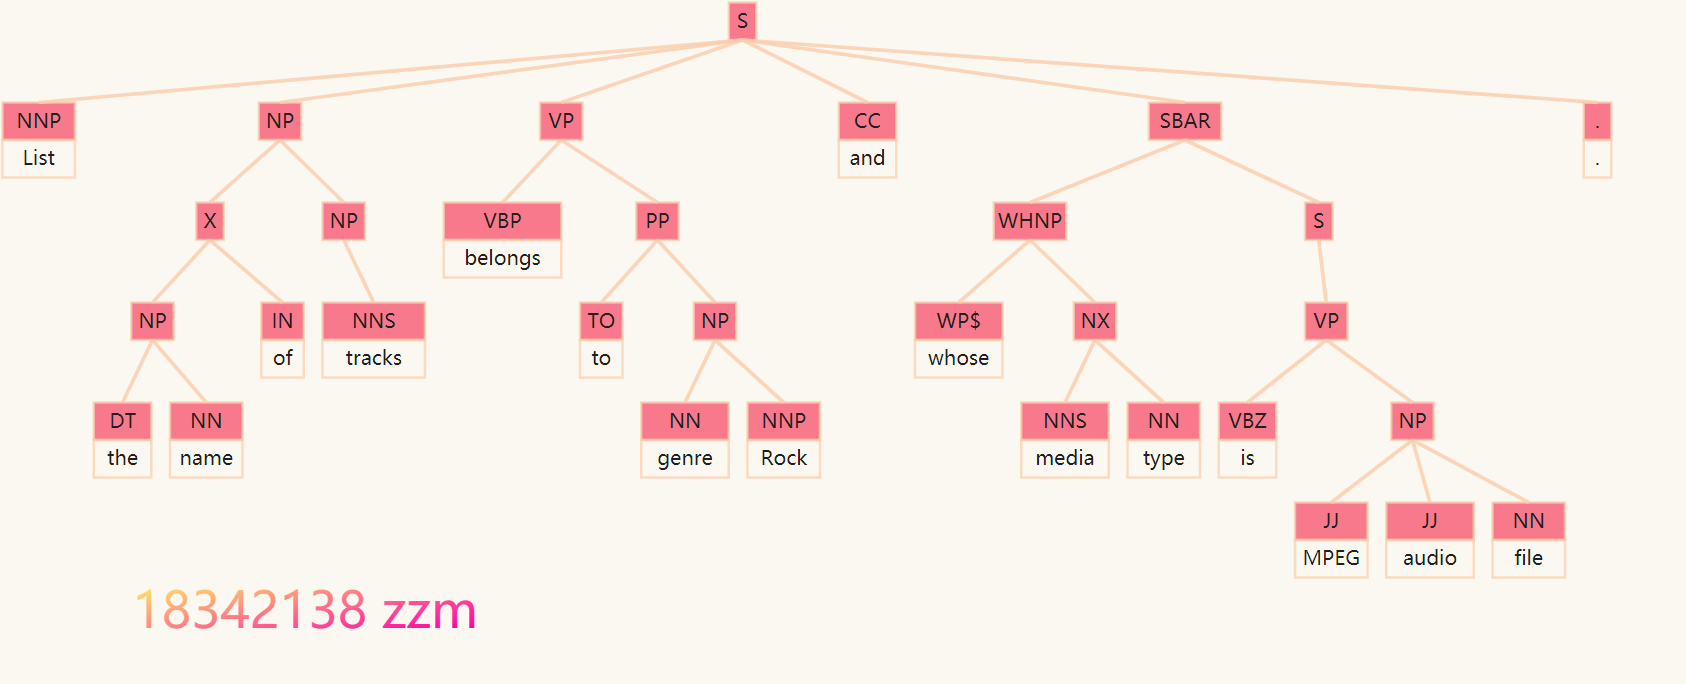 S
NNP NP VP CC SBAR .
List and .
X NP VBP PP WHNP S
belongs
NP IN NNS TO NP WP$ NX VP
of tracks to whose
DT NN NN NNP NNS NN VBZ NP
the name genre Rock media type is
JJ JJ NN
MPEG audio file
18342138 zzm